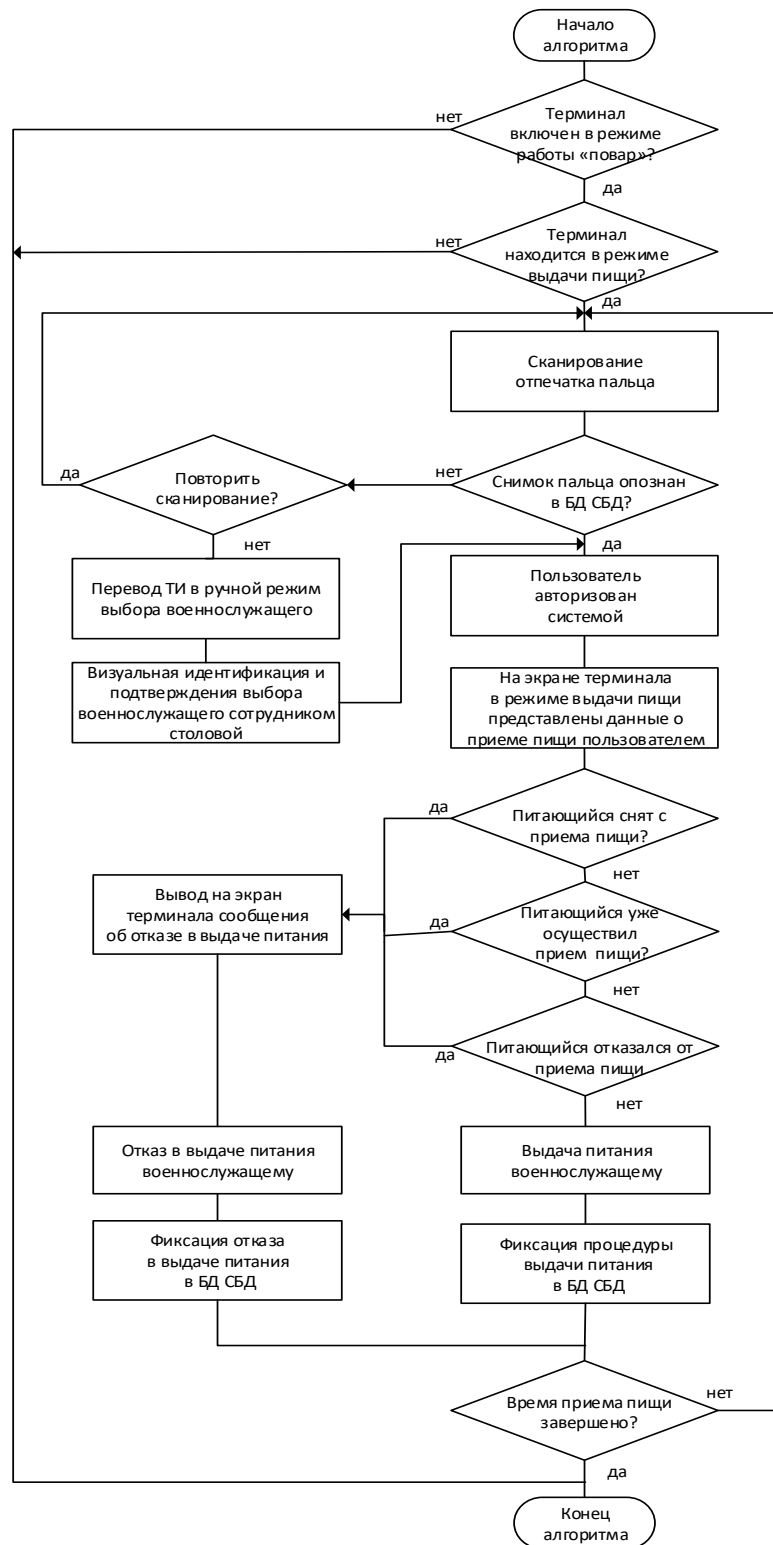 Начало
алгоритма
нет
Терминал
включен в режиме
работы «повар»?
да
нет
Терминал
находится в режиме
выдачи пищи?
да
Сканирование
отпечатка пальца
да
Повторить
сканирование?
нет
Снимок пальца опознан
в БД СБД?
нет
да
Перевод ТИ в ручной режим
выбора военнослужащего
Пользователь
авторизован
системой
Визуальная идентификация и
подтверждения выбора
военнослужащего сотрудником
столовой
На экране терминала
в режиме выдачи пищи
представлены данные о
приеме пищи пользователем
да
Питающийся снят с
приема пищи?
нет
Вывод на экран
терминала сообщения
об отказе в выдаче питания
да
Питающийся уже
осуществил
прием пищи?
нет
да
Питающийся отказался от
приема пищи
нет
Отказ в выдаче питания
военнослужащему
Выдача питания
военнослужащему
Фиксация отказа
в выдаче питания
в БД СБД
Фиксация процедуры
выдачи питания
в БД СБД
Время приема пищи
завершено?
нет
да
Конец
алгоритма